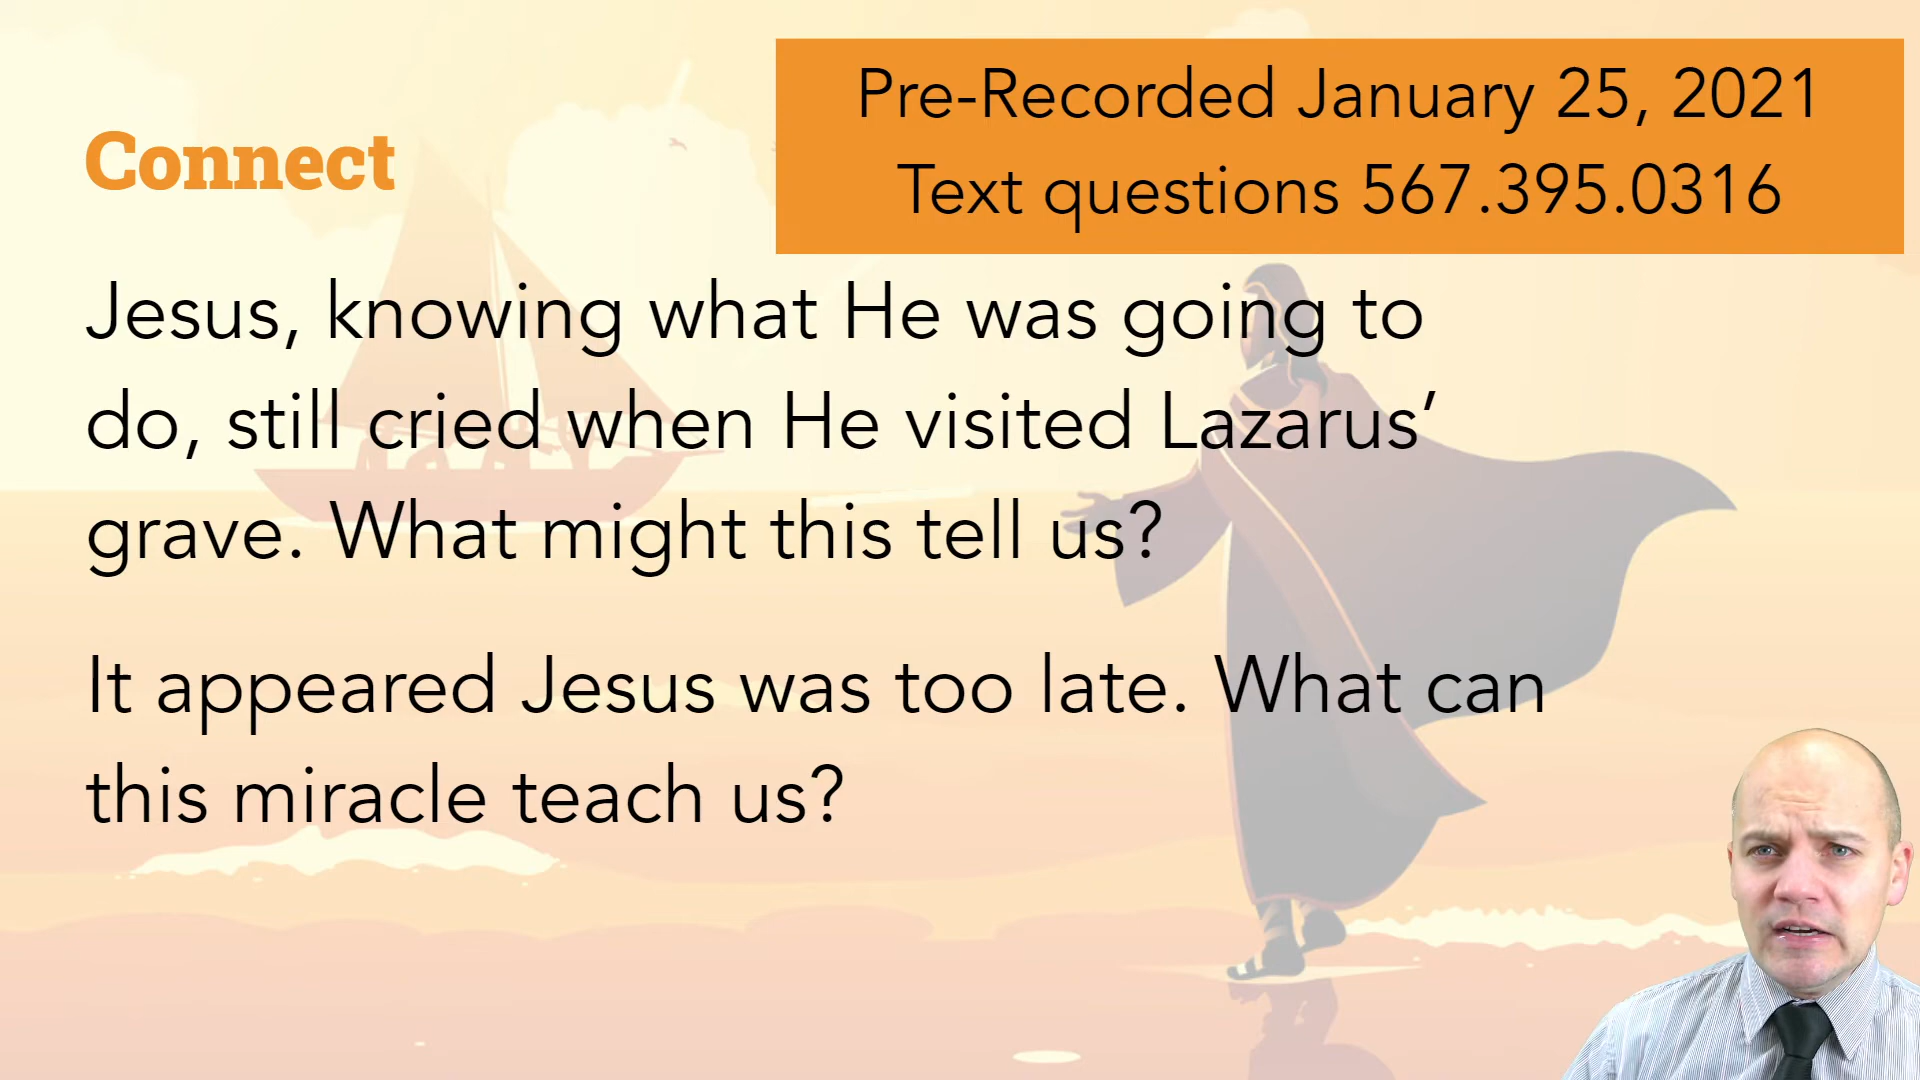 Pre-Recorded January 25, 2021
Text questions 567.395.0316
Connect
Jesus, knowing what He was going to
do, still cried when He visited Lazarus’
grave. What might this tell us?
It appeared Jesus was too late. What can
this miracle teach us?